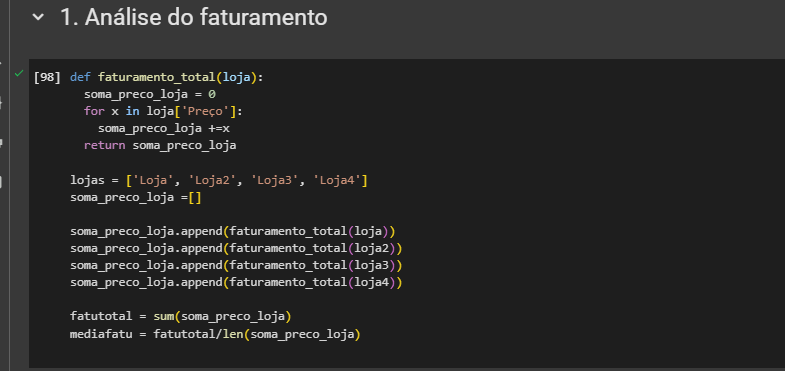 1. Análise do faturamento
[98] def faturamento_total(loja):
soma_preco_loja = 0
for x in loja['Preço']:
soma_preco_loja +=x
return soma_preco_loja
lojas = ['Loja', 'Loja2', 'Loja3', 'Loja4']
soma_preco_loja =[]
soma_preco_loja.append(faturamento_total(loja))
soma_preco_loja.append(faturamento_total(loja2))
soma_preco_loja.append(faturamento_total(loja3))
soma_preco_loja.append(faturamento_total(loja4))
fatutotal = sum(soma_preco_loja)
mediafatu = fatutotal/len(soma_preco_loja)